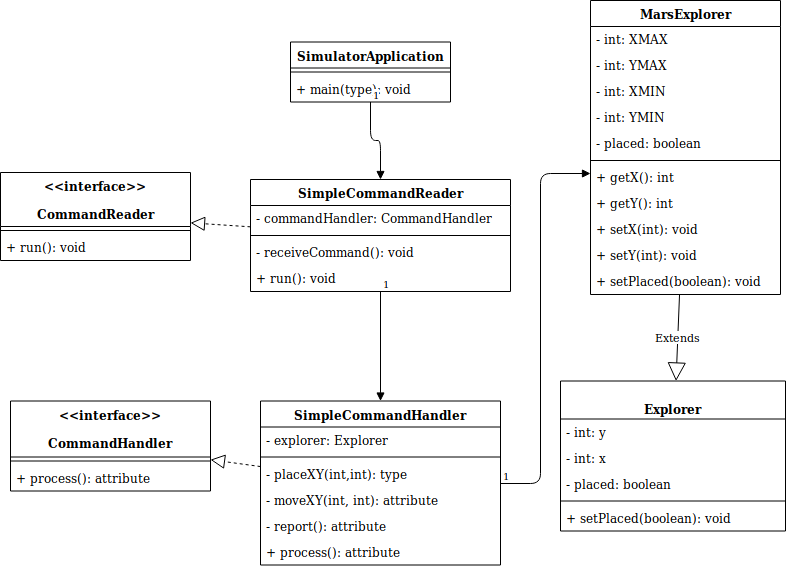 MarsExplorer
- int: XMAX
- int: YMAX
- int: XMIN
- int: YMIN
- placed: boolean
+ getX(): int
+ getY(): int
+ setX(int): void
+ setY(int): void
+ setPlaced(boolean): void
SimulatorApplication
+ main(type): void
1
<<interface>>
CommandReader
+ run(): void
SimpleCommandReader
- commandHandler: CommandHandler
- receiveCommand(): void
+ run(): void
1
Extends
<<interface>>
CommandHandler
+ process(): attribute
SimpleCommandHandler
- explorer: Explorer
- placeXY(int,int): type
- moveXY(int, int): attribute
- report(): attribute
+ process(): attribute
1
Explorer
- int: y
- int: x
- placed: boolean
+ setPlaced(boolean): void